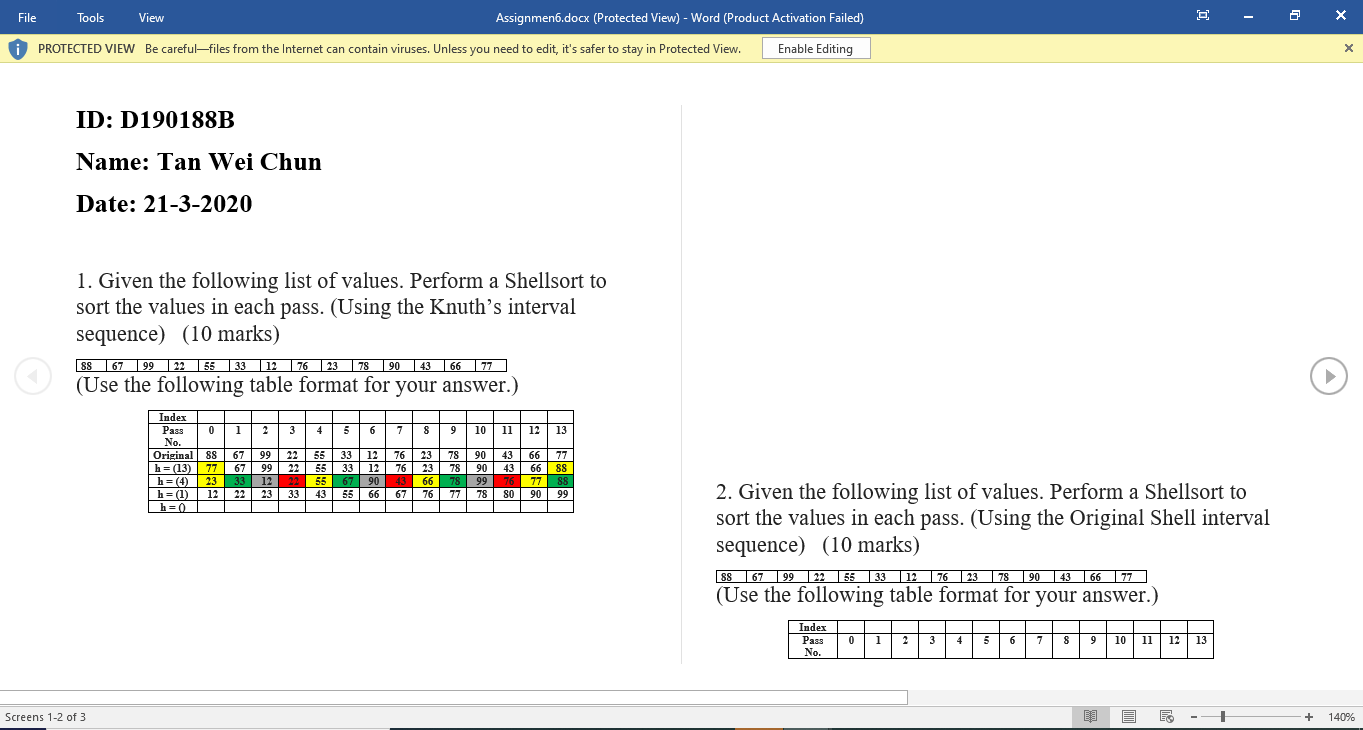 File Tools View Assignmen6.docx (Protected View) - Word (Product Activation Failed)
PROTECTED VIEW Be careful—files from the Internet can contain viruses. Unless you need to edit, it's safer to stay in Protected View. Enable Editing
ID: D190188B
Name: Tan Wei Chun
Date: 21-3-2020
1. Given the following list of values. Perform a Shellsort to
sort the values in each pass. (Using the Knuth’s interval
sequence) (10 marks)
88 67 99 22 55 33 12 76 23 78 90 43 66 77
(Use the following table format for your answer.)
Index
Pass 0 1 2 3 4 5 6 7 8 9 10 11 12 13
No.
Original 88 67 99 22 55 33 12 76 23 78 90 43 66 77
h = (13) 77 67 99 22 55 33 12 76 23 78 90 43 66 88
h = (4) 23 33 12 22 55 67 90 43 66 78 99 76 77 88
h = (1) 12 22 23 33 43 55 66 67 76 77 78 80 90 99
h = ()
2. Given the following list of values. Perform a Shellsort to
sort the values in each pass. (Using the Original Shell interval
sequence) (10 marks)
88 67 99 22 55 33 12 76 23 78 90 43 66 77
(Use the following table format for your answer.)
Index
Pass 0 1 2 3 4 5 6 7 8 9 10 11 12 13
No.
Screens 1-2 of 3 140%